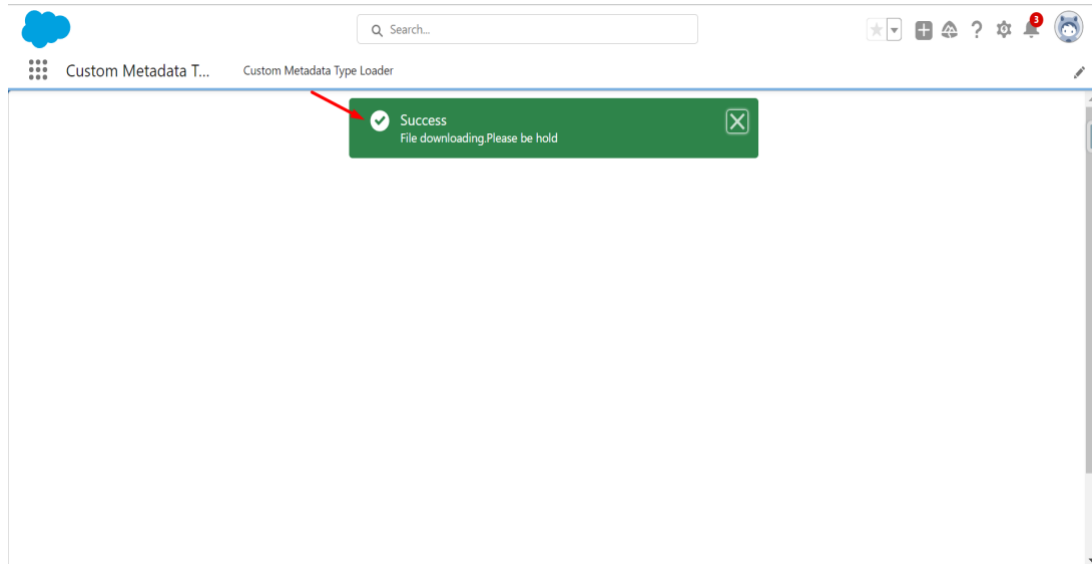 Search...
3
Custom Metadata T...
Custom Metadata Type Loader
Success
File downloading.Please be hold